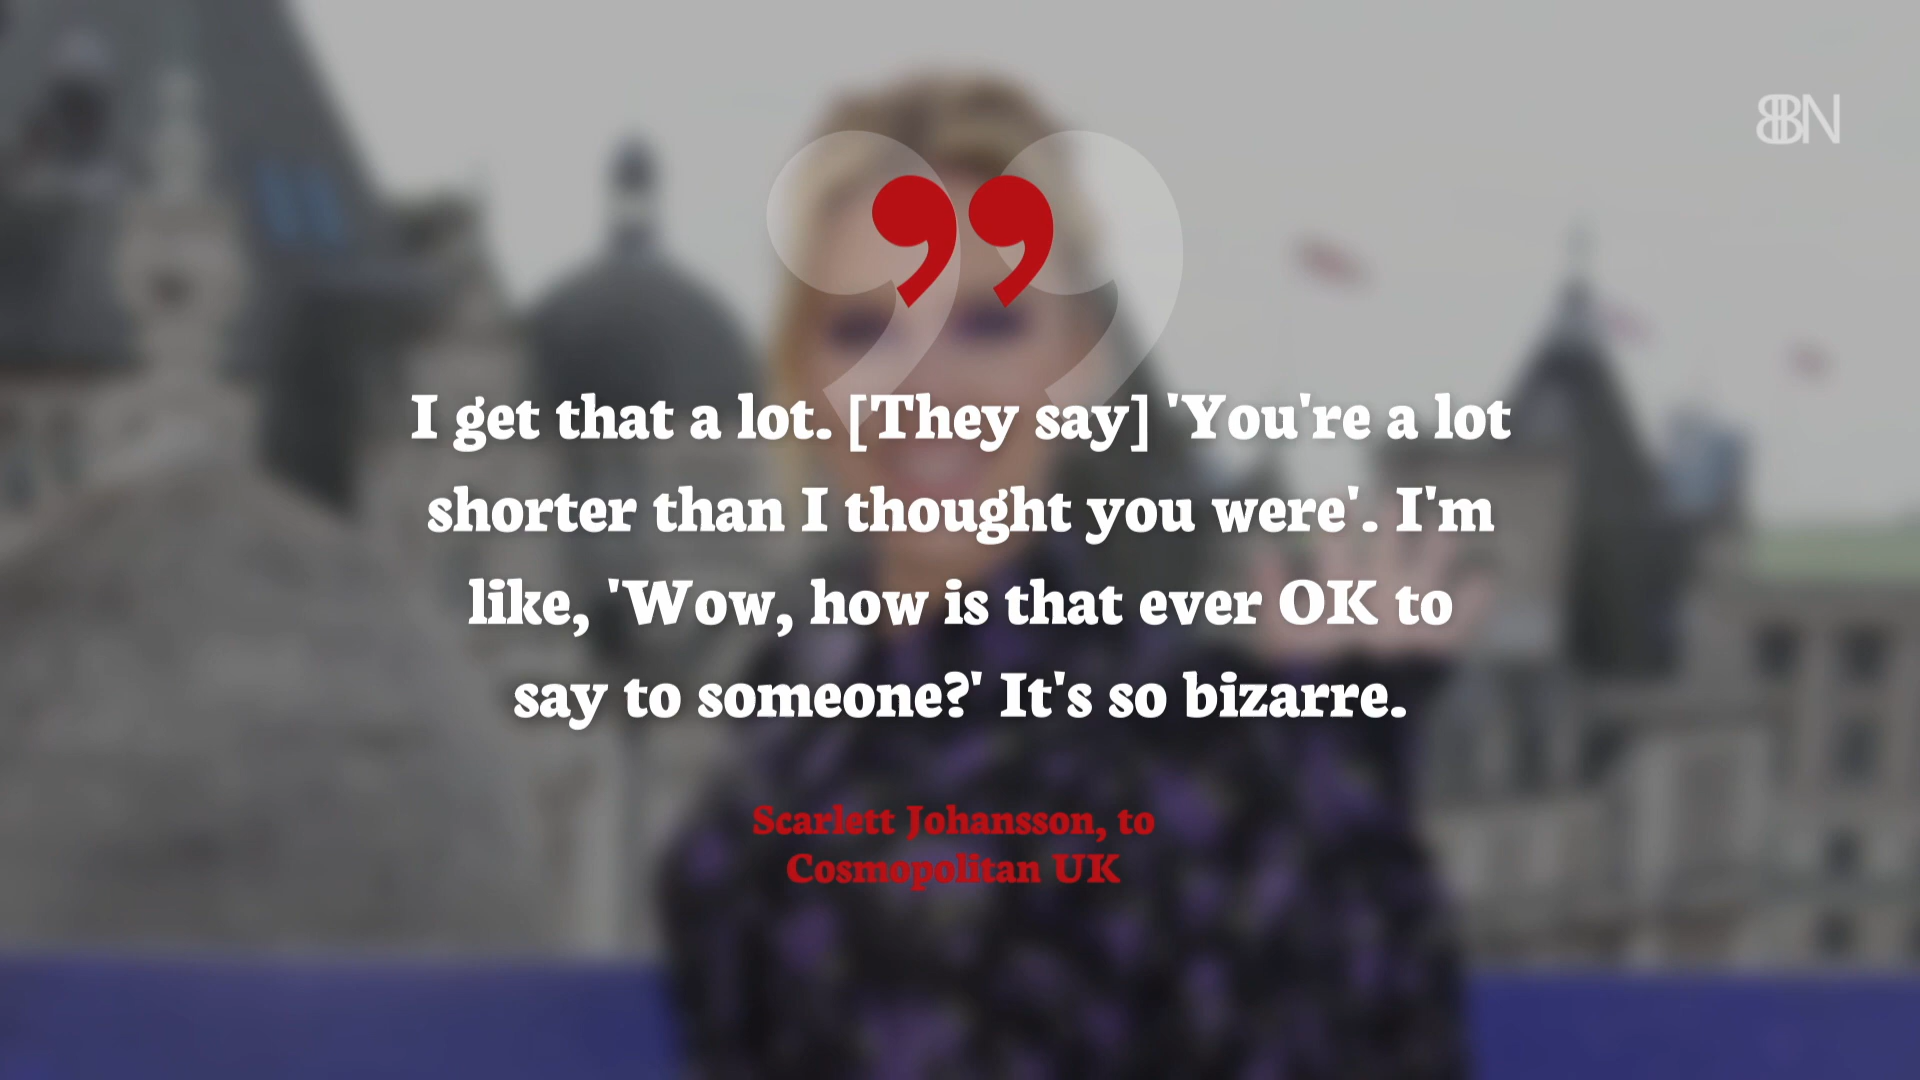 BBN
I get that a lot. [They say] 'You're a lot
shorter than I thought you were'. I'm
like, 'Wow, how is that ever OK to
say to someone?' It's so bizarre.
Scarlett Johansson, to
Cosmopolitan UK